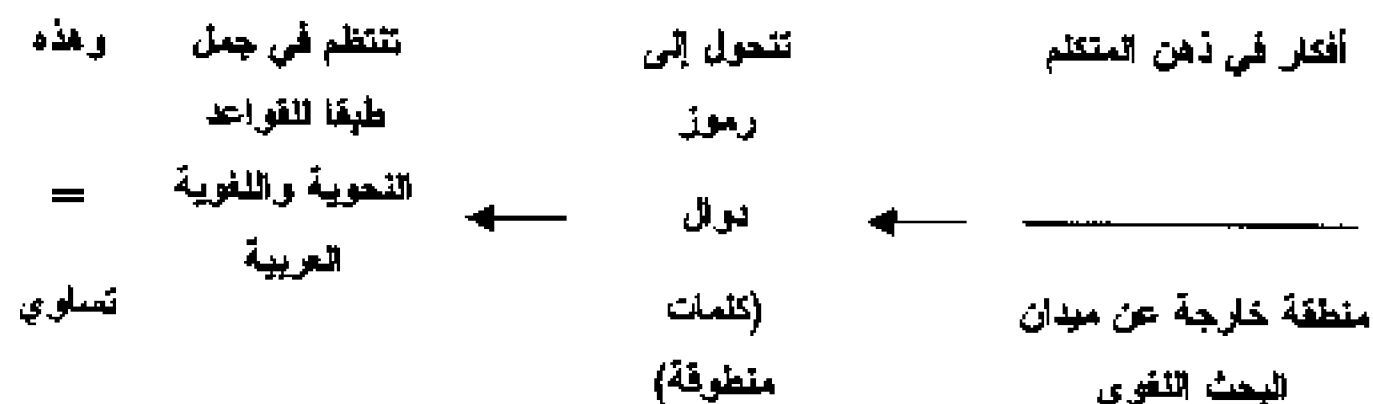 أفكار في ذهن المتكلم
منطقة خارجة عن ميدان
البحث اللغوي
تتحول إلى
رموز
دوال
(كلمات
منطوقة)
تنتظم في جمل
طبقا للقواعد
النحوية واللغوية
العربية
وهذه
=
تساوي